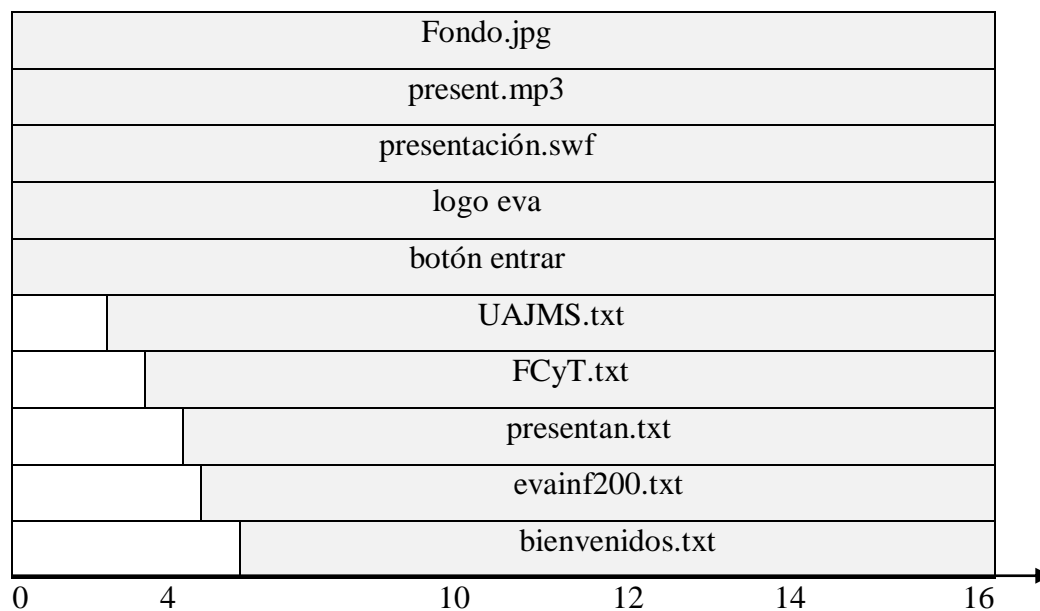 Fondo.jpg
present.mp3
presentación.swf
logo eva
botón entrar
UAJMS.txt
FCyT.txt
presentan.txt
evainf200.txt
bienvenidos.txt
0 4 10 12 14 16